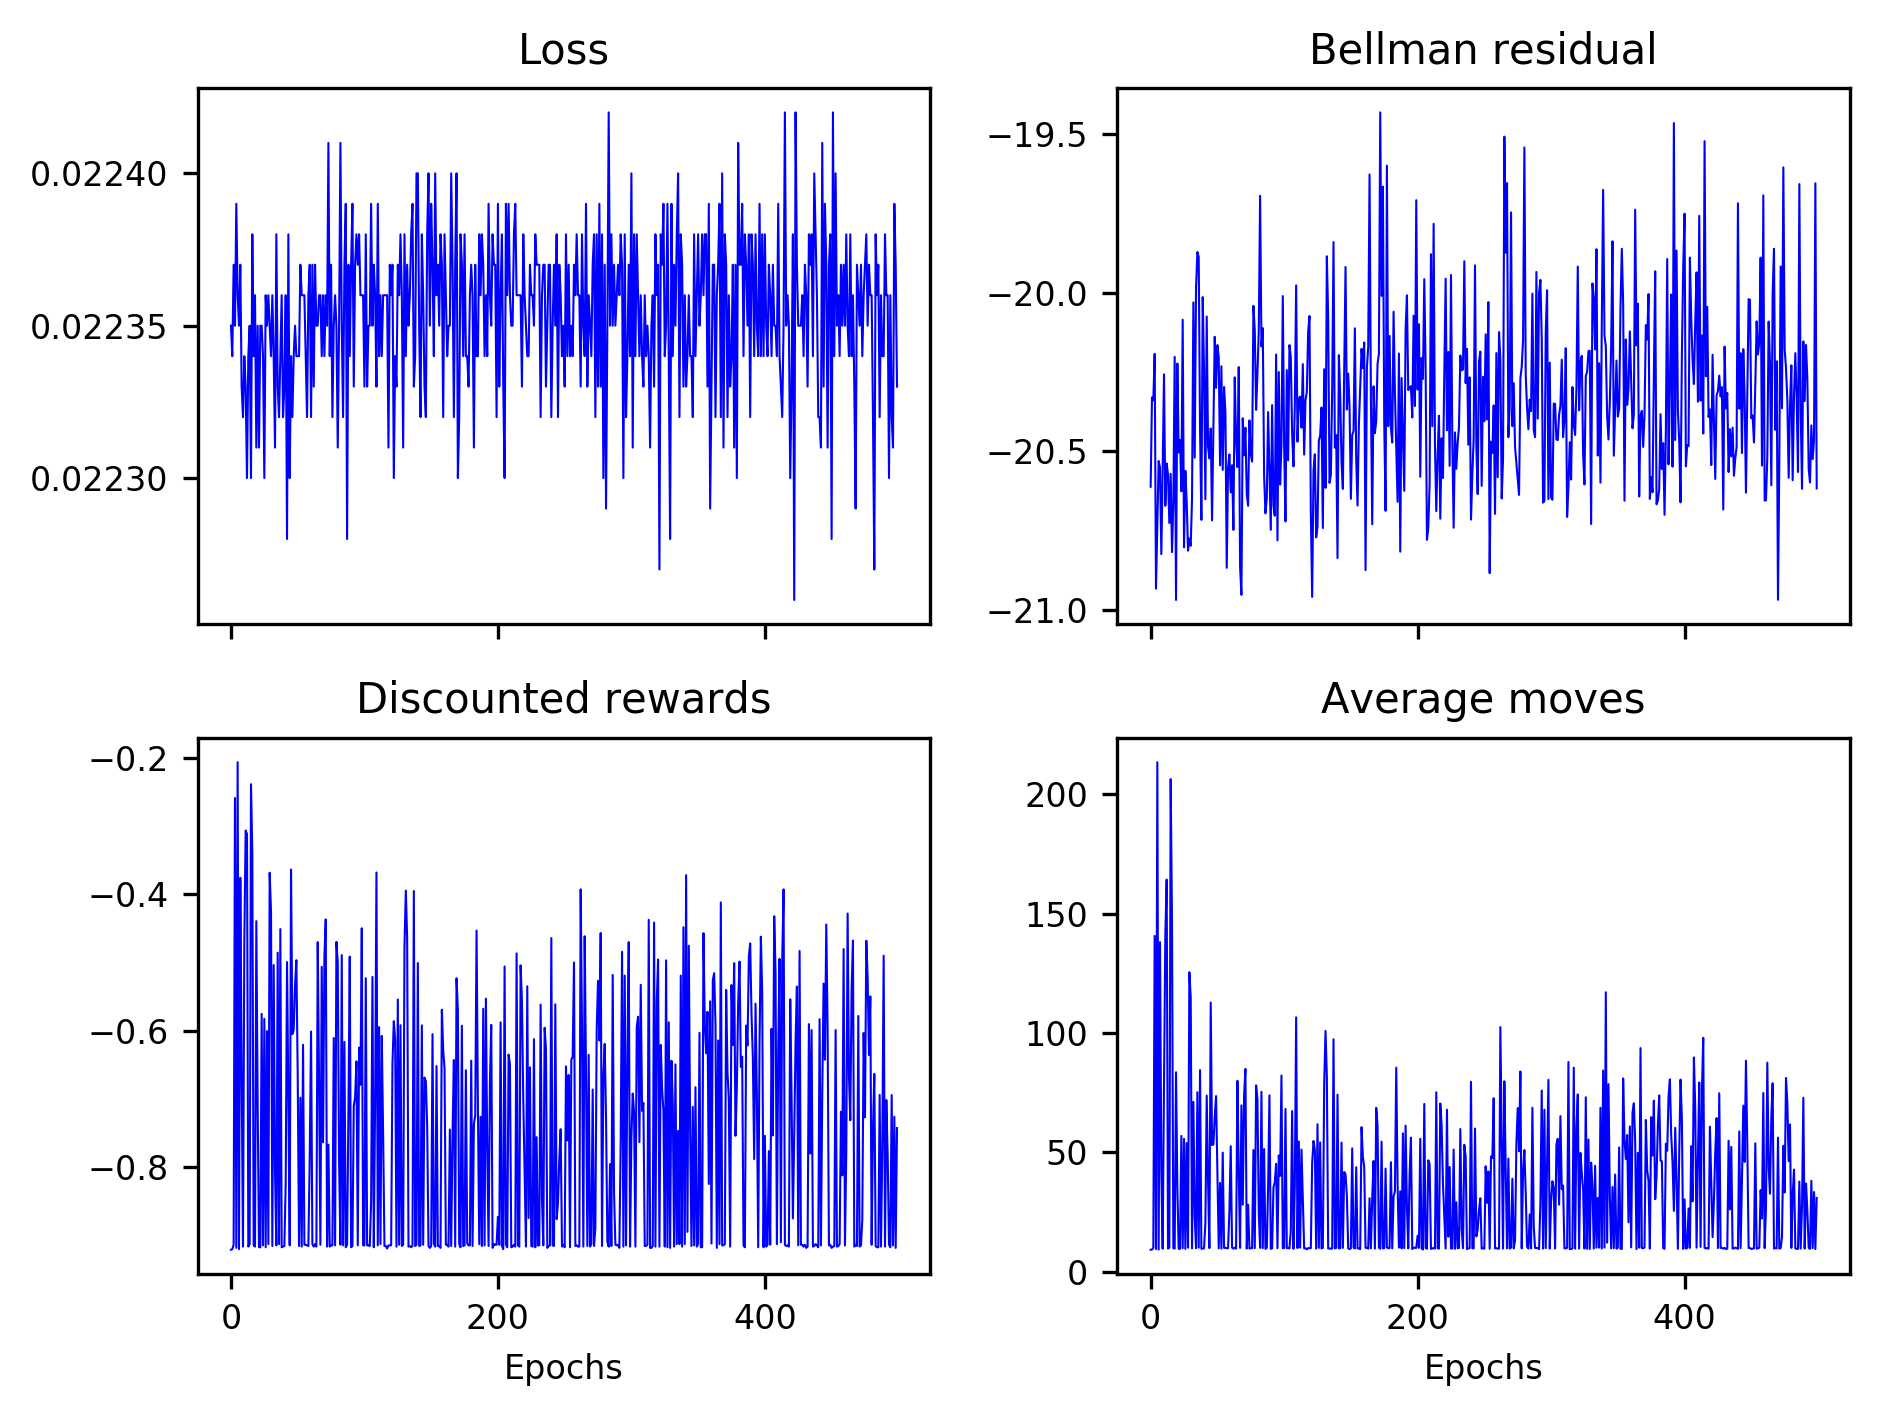 Loss
0.02240
0.02235
0.02230
Bellman residual
−19.5
−20.0
−20.5
−21.0
Discounted rewards
−0.2
−0.4
−0.6
−0.8
0 200 400
Epochs
Average moves
200
150
100
50
0
0 200 400
Epochs